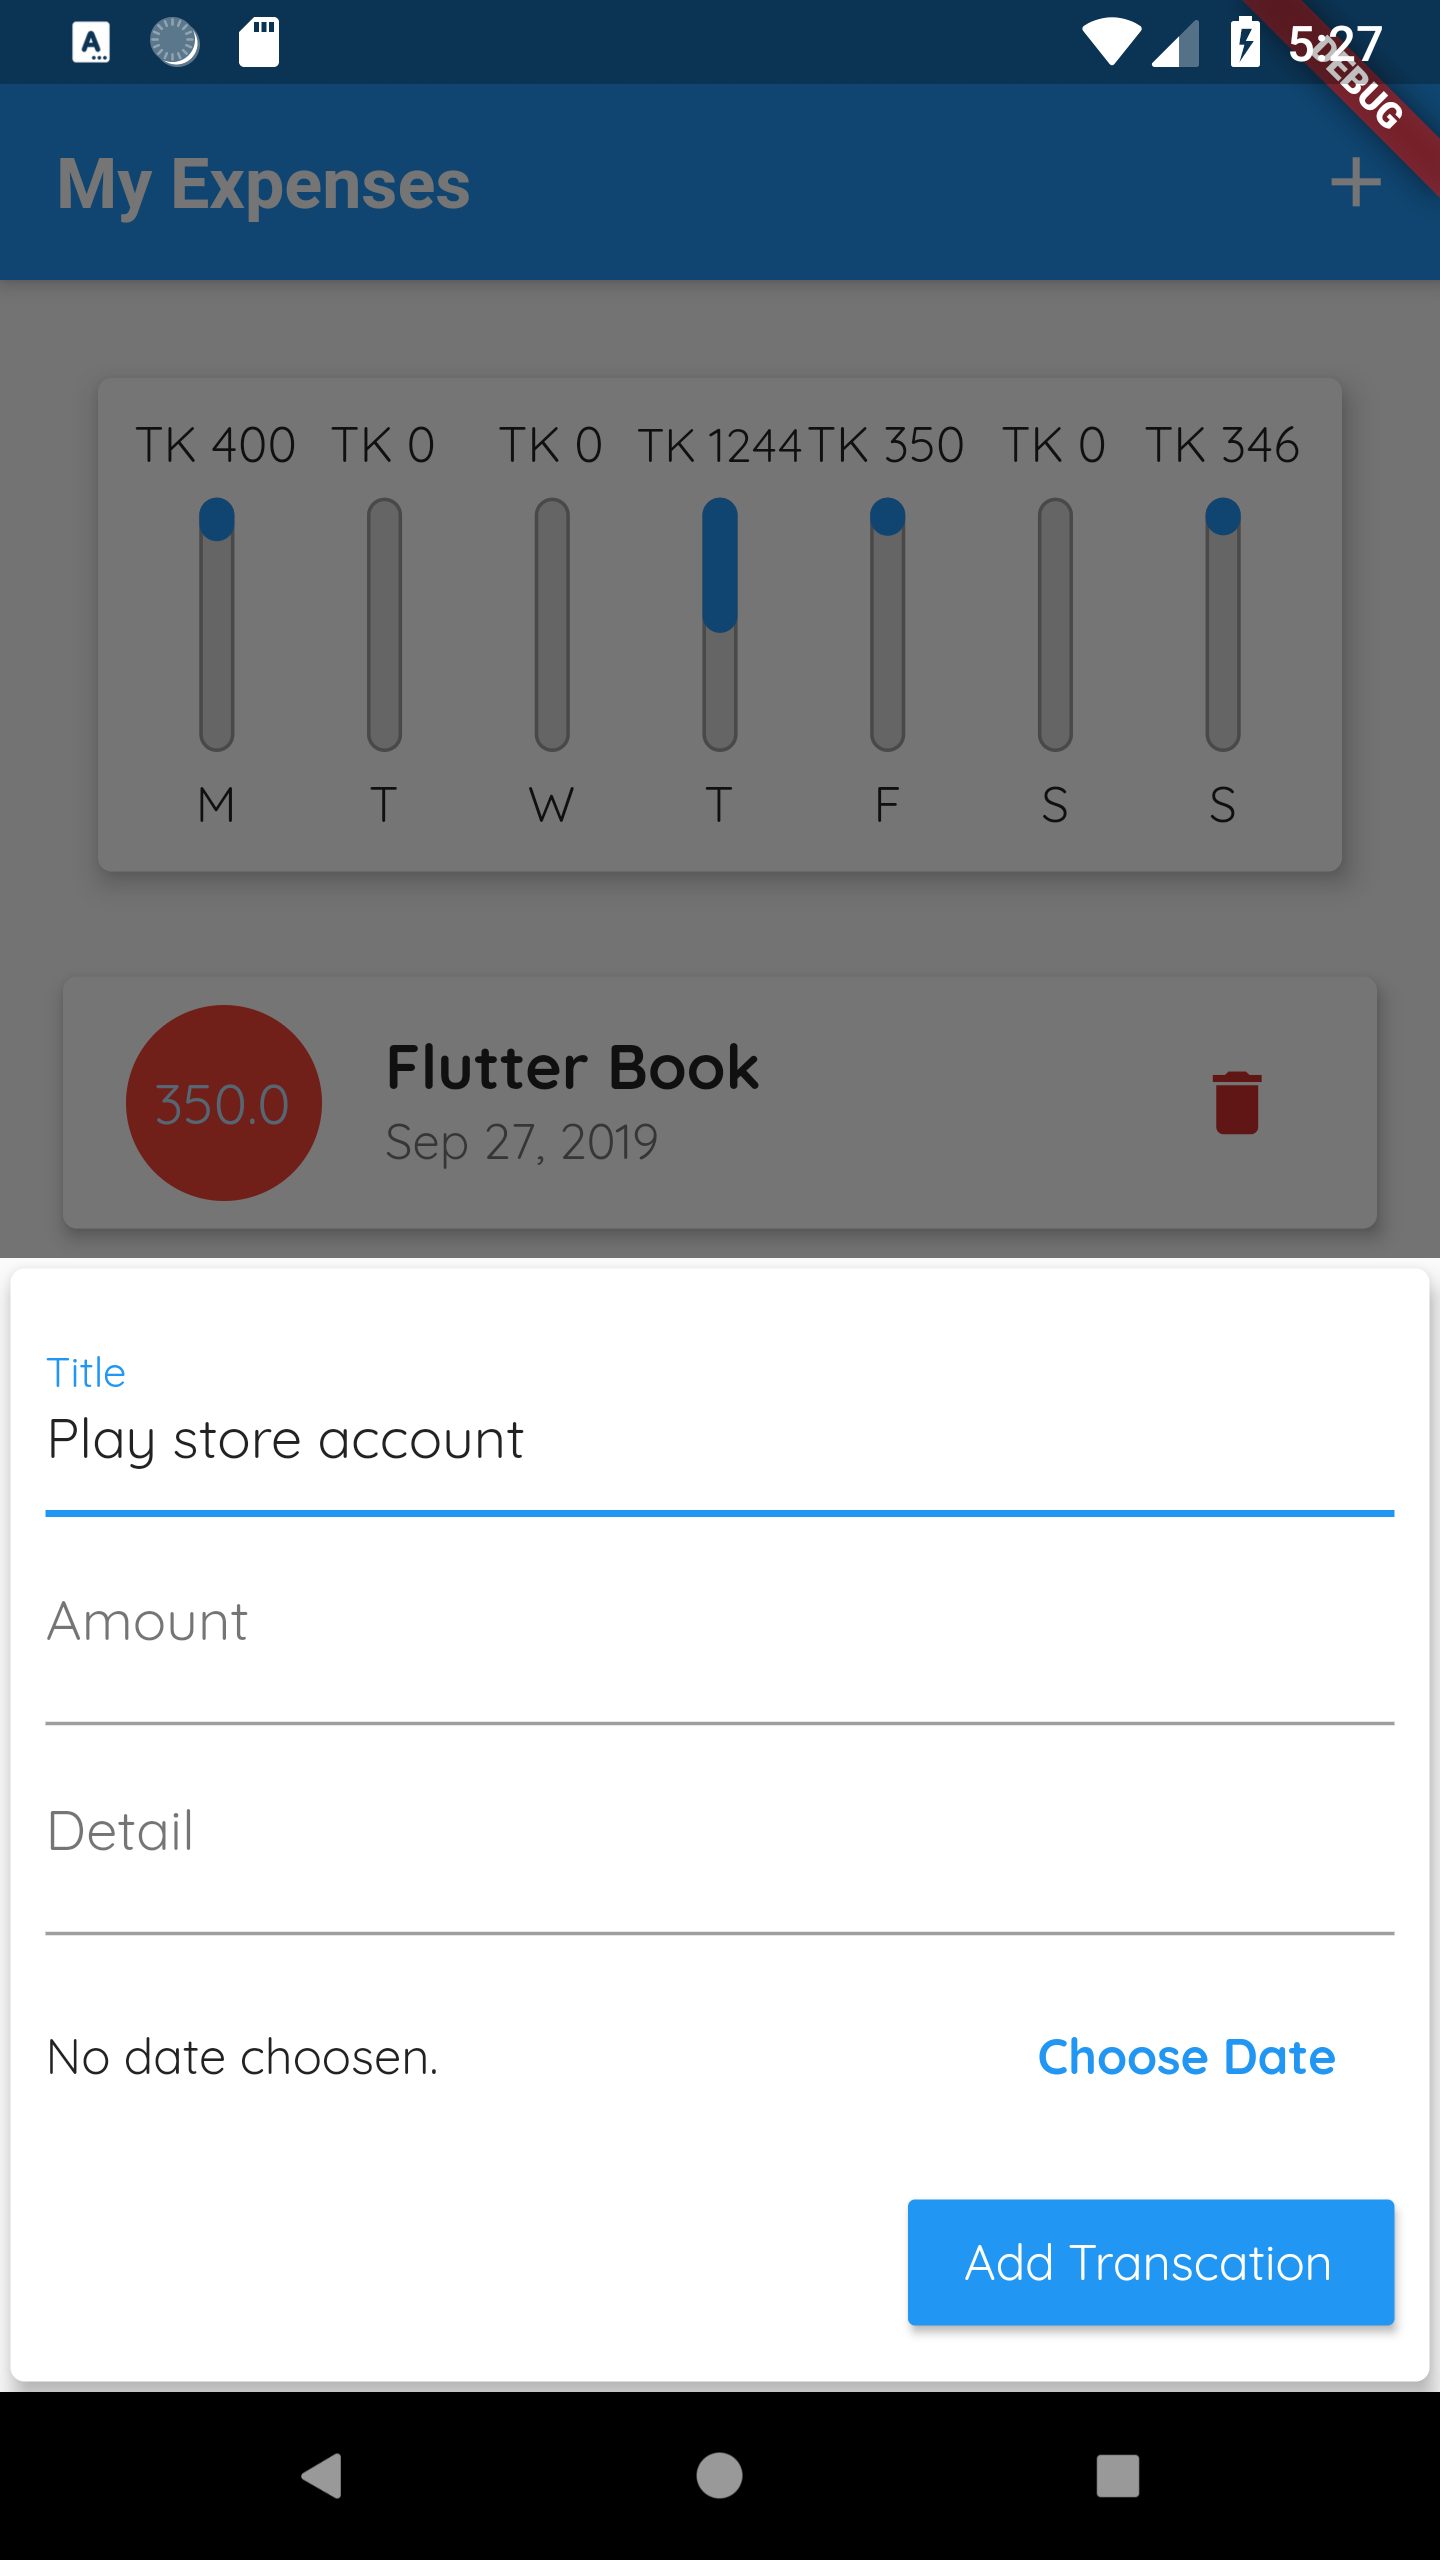 5:27
DEBUG
My Expenses
TK 400 TK 0 TK 0 TK 1244 TK 350 TK 0 TK 346
M T W T F S S
350.0
Flutter Book
Sep 27, 2019
Title
Play store account
Amount
Detail
No date choosen.
Choose Date
Add Transcation